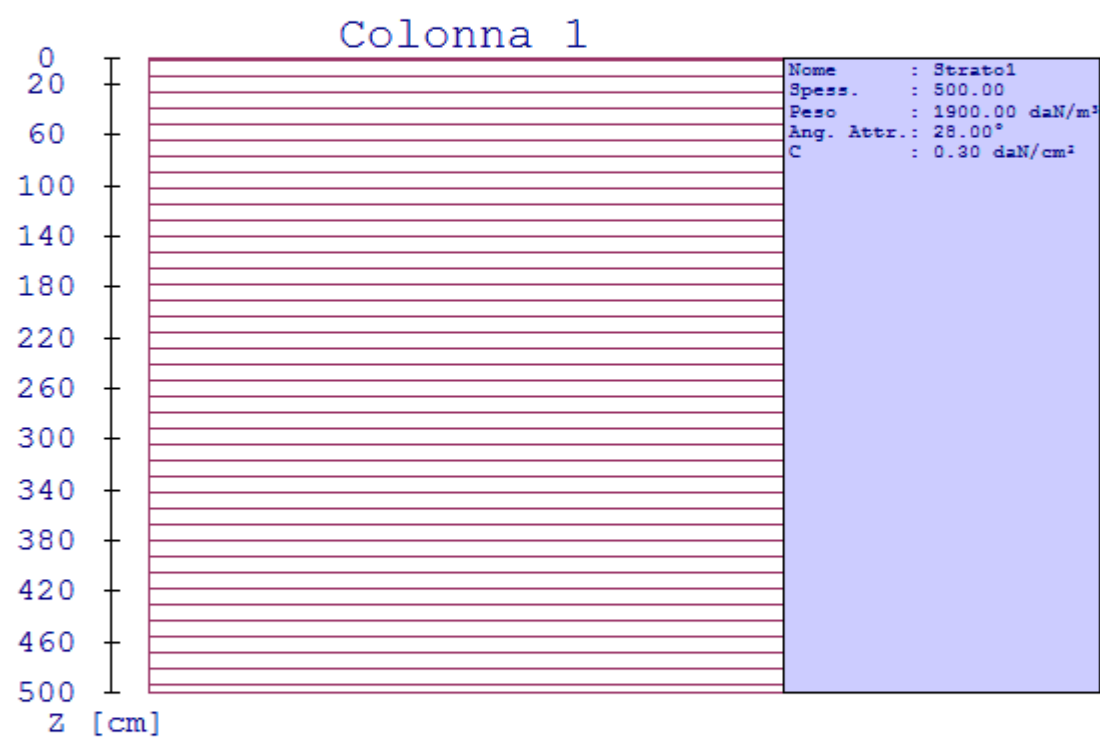 Colonna 1
0
20
60
100
140
180
220
260
300
340
380
420
460
500
Z [cm]
Nome : Strato1
Spess. : 500.00
Peso : 1900.00 daN/m³
Ang. Attr.: 28.00°
C : 0.30 daN/cm²